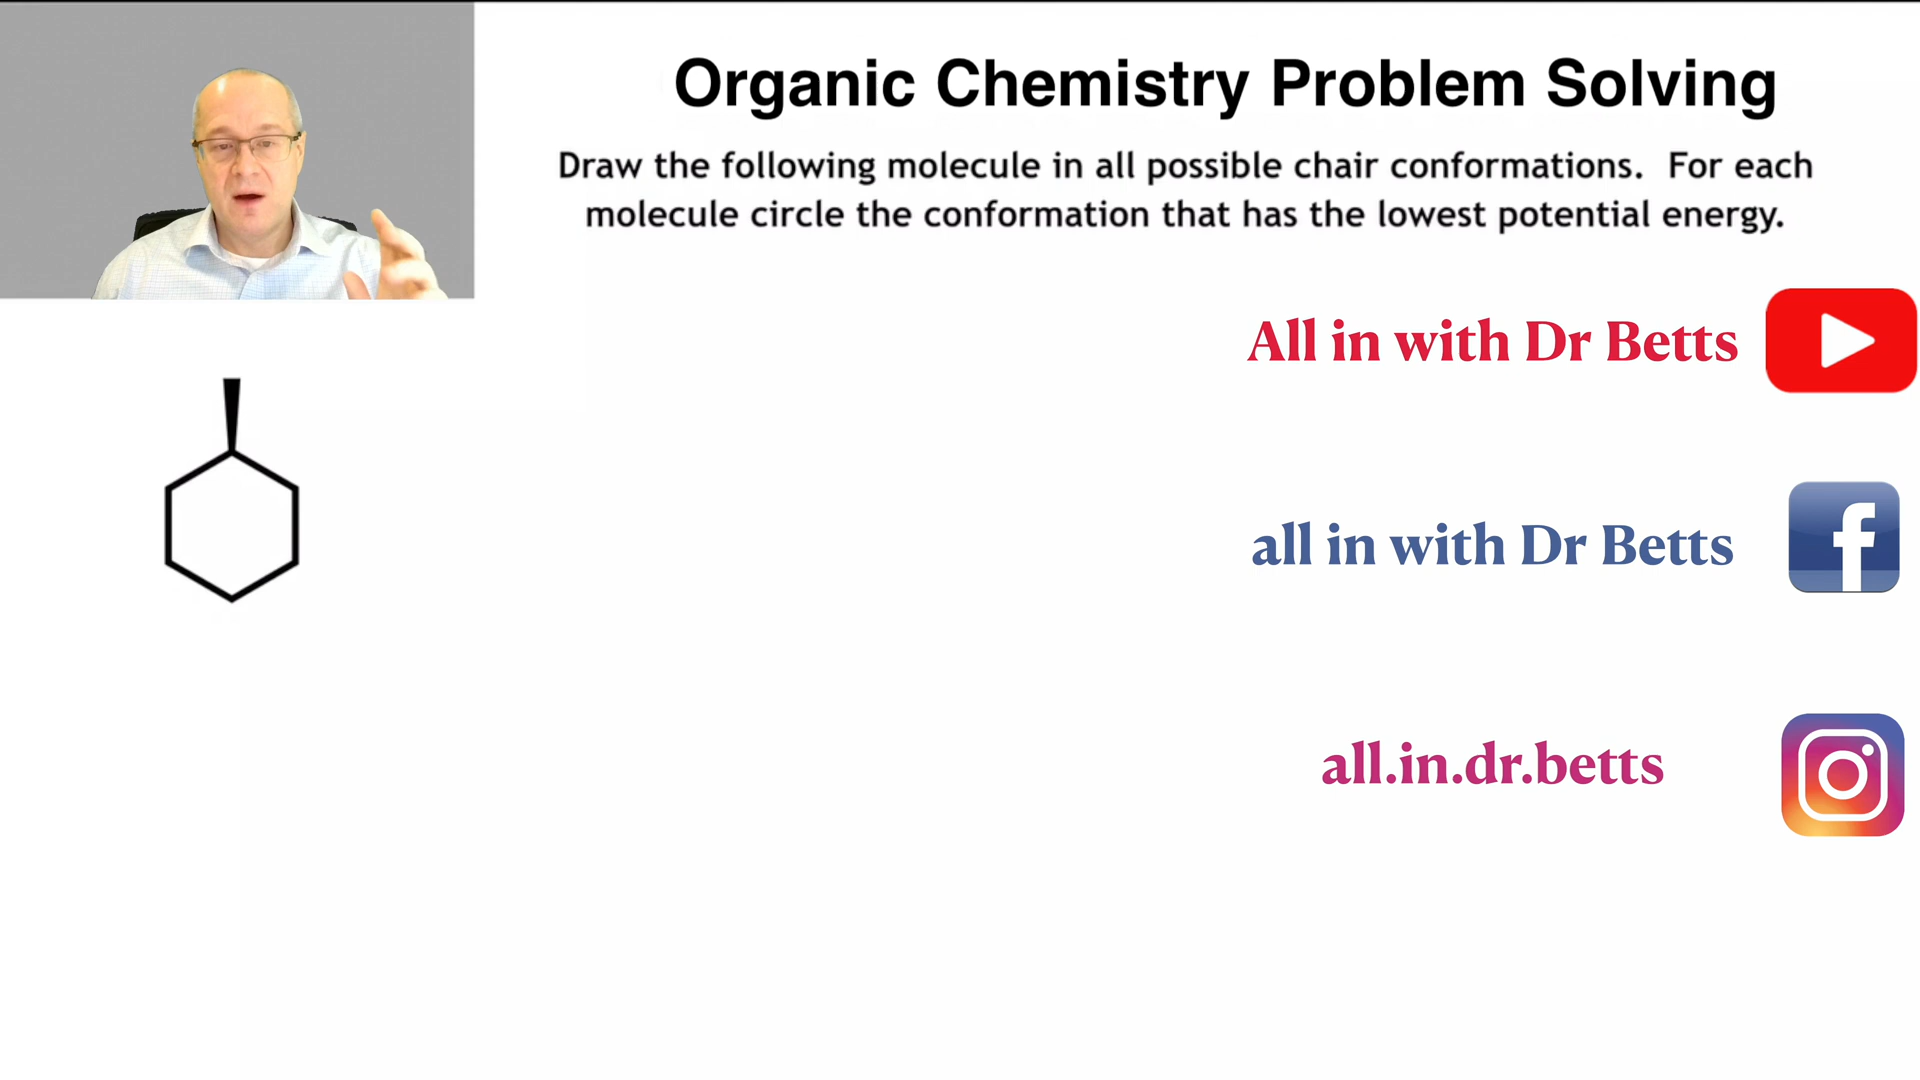 Organic Chemistry Problem Solving
Draw the following molecule in all possible chair conformations. For each
molecule circle the conformation that has the lowest potential energy.
All in with Dr Betts
all in with Dr Betts
all.in.dr.betts